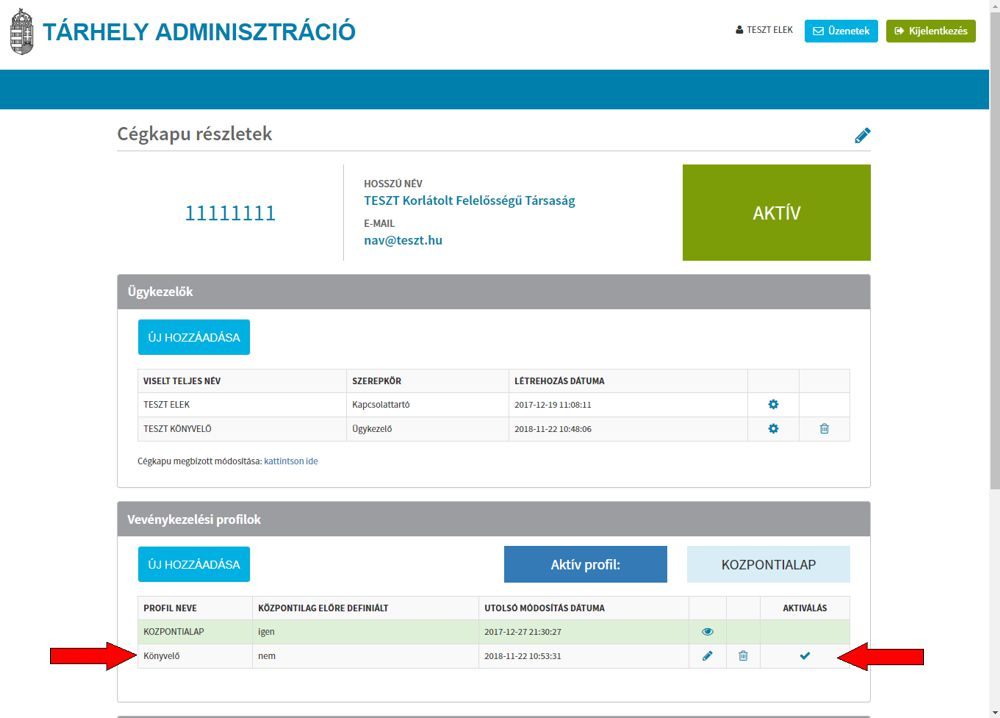 TÁRHELY ADMINISZTRÁCIÓ
TESZT ELEK
Üzenetek
Kijelentkezés
Cégkapu részletek
11111111
HOSSZÚ NÉV
TESZT Korlátolt Felelősségű Társaság
E-MAIL
nav@teszt.hu
AKTÍV
Ügykezelők
ÚJ HOZZÁADÁSA
VISELT TELJES NÉV SZEREPKÖR LÉTREHOZÁS DÁTUMA
TESZT ELEK Kapcsolattartó 2017-12-19 11:08:11
TESZT KÖNYVELŐ Ügykezelő 2018-11-22 10:48:06
Cégkapu megbízott módosítása: kattintson ide
Vevénykezelési profilok
ÚJ HOZZÁADÁSA Aktív profil: KOZPONTIALAP
PROFIL NEVE KÖZPONTILAG ELŐRE DEFINIÁLT UTOLSÓ MÓDOSÍTÁS DÁTUMA AKTIVÁLÁS
KOZPONTIALAP igen 2017-12-27 21:30:27
Könyvelő nem 2018-11-22 10:53:31